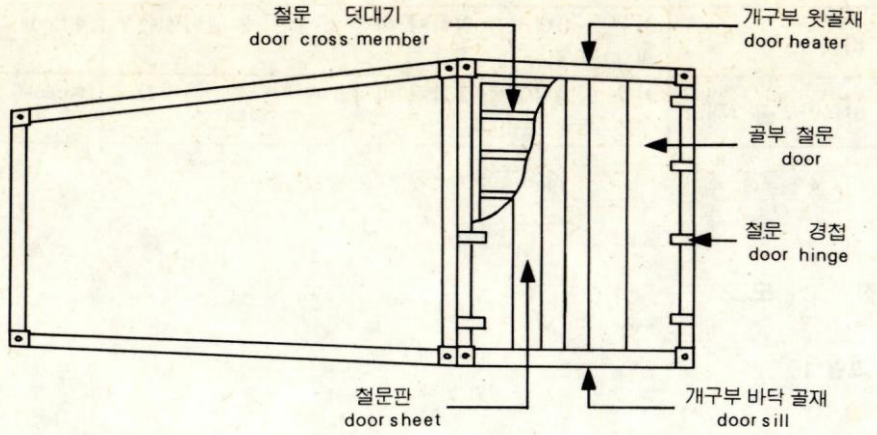 철문 덧대기
door cross member
개구부 윗골재
door heater
골부 철문
door
철문 경첩
door hinge
철문판
door sheet
개구부 바닥 골재
door sill